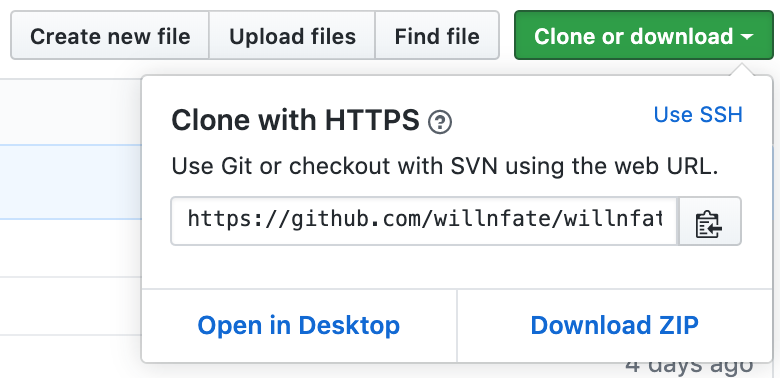 Create new file Upload files Find file Clone or download
Clone with HTTPS ? Use SSH
Use Git or checkout with SVN using the web URL.
https://github.com/willnfate/willnfat
Open in Desktop Download ZIP
4 days ago